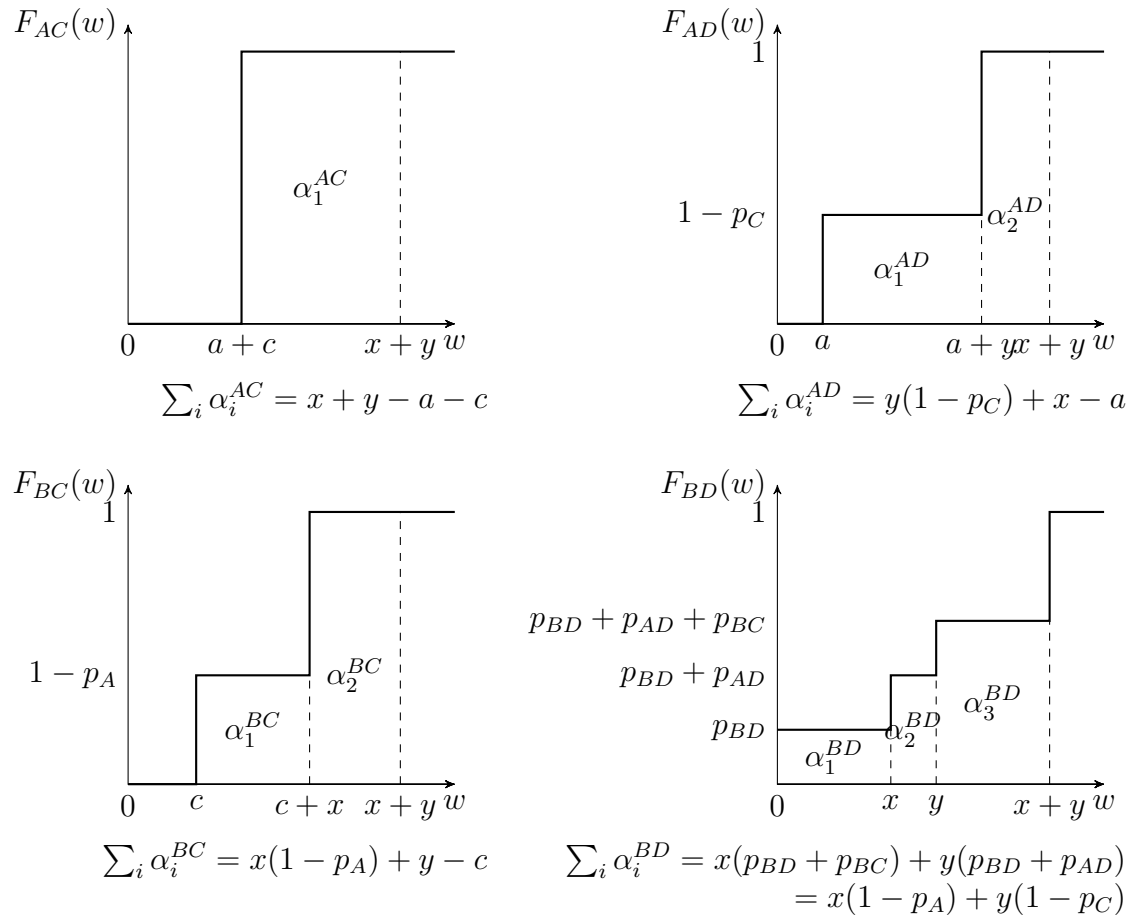 F_{AC}(w)
α_1^{AC}
0
a + c
x + y
w
∑_i α_i^{AC} = x + y − a − c
F_{AD}(w)
1
1 − p_C
α_1^{AD}
α_2^{AD}
0
a
a + y
x + y
w
∑_i α_i^{AD} = y(1 − p_C) + x − a
F_{BC}(w)
1
1 − p_A
α_1^{BC}
α_2^{BC}
0
c
c + x
x + y
w
∑_i α_i^{BC} = x(1 − p_A) + y − c
F_{BD}(w)
1
p_{BD} + p_{AD} + p_{BC}
p_{BD} + p_{AD}
p_{BD}
α_1^{BD}
α_2^{BD}
α_3^{BD}
0
x
y
x + y
w
∑_i α_i^{BD} = x(p_{BD} + p_{BC}) + y(p_{BD} + p_{AD})
= x(1 − p_A) + y(1 − p_C)